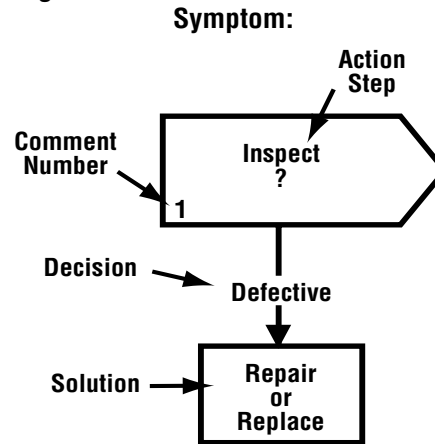 Symptom:
Action
Step
Comment
Number
Inspect
?
1
Decision
Defective
Solution
Repair
or
Replace